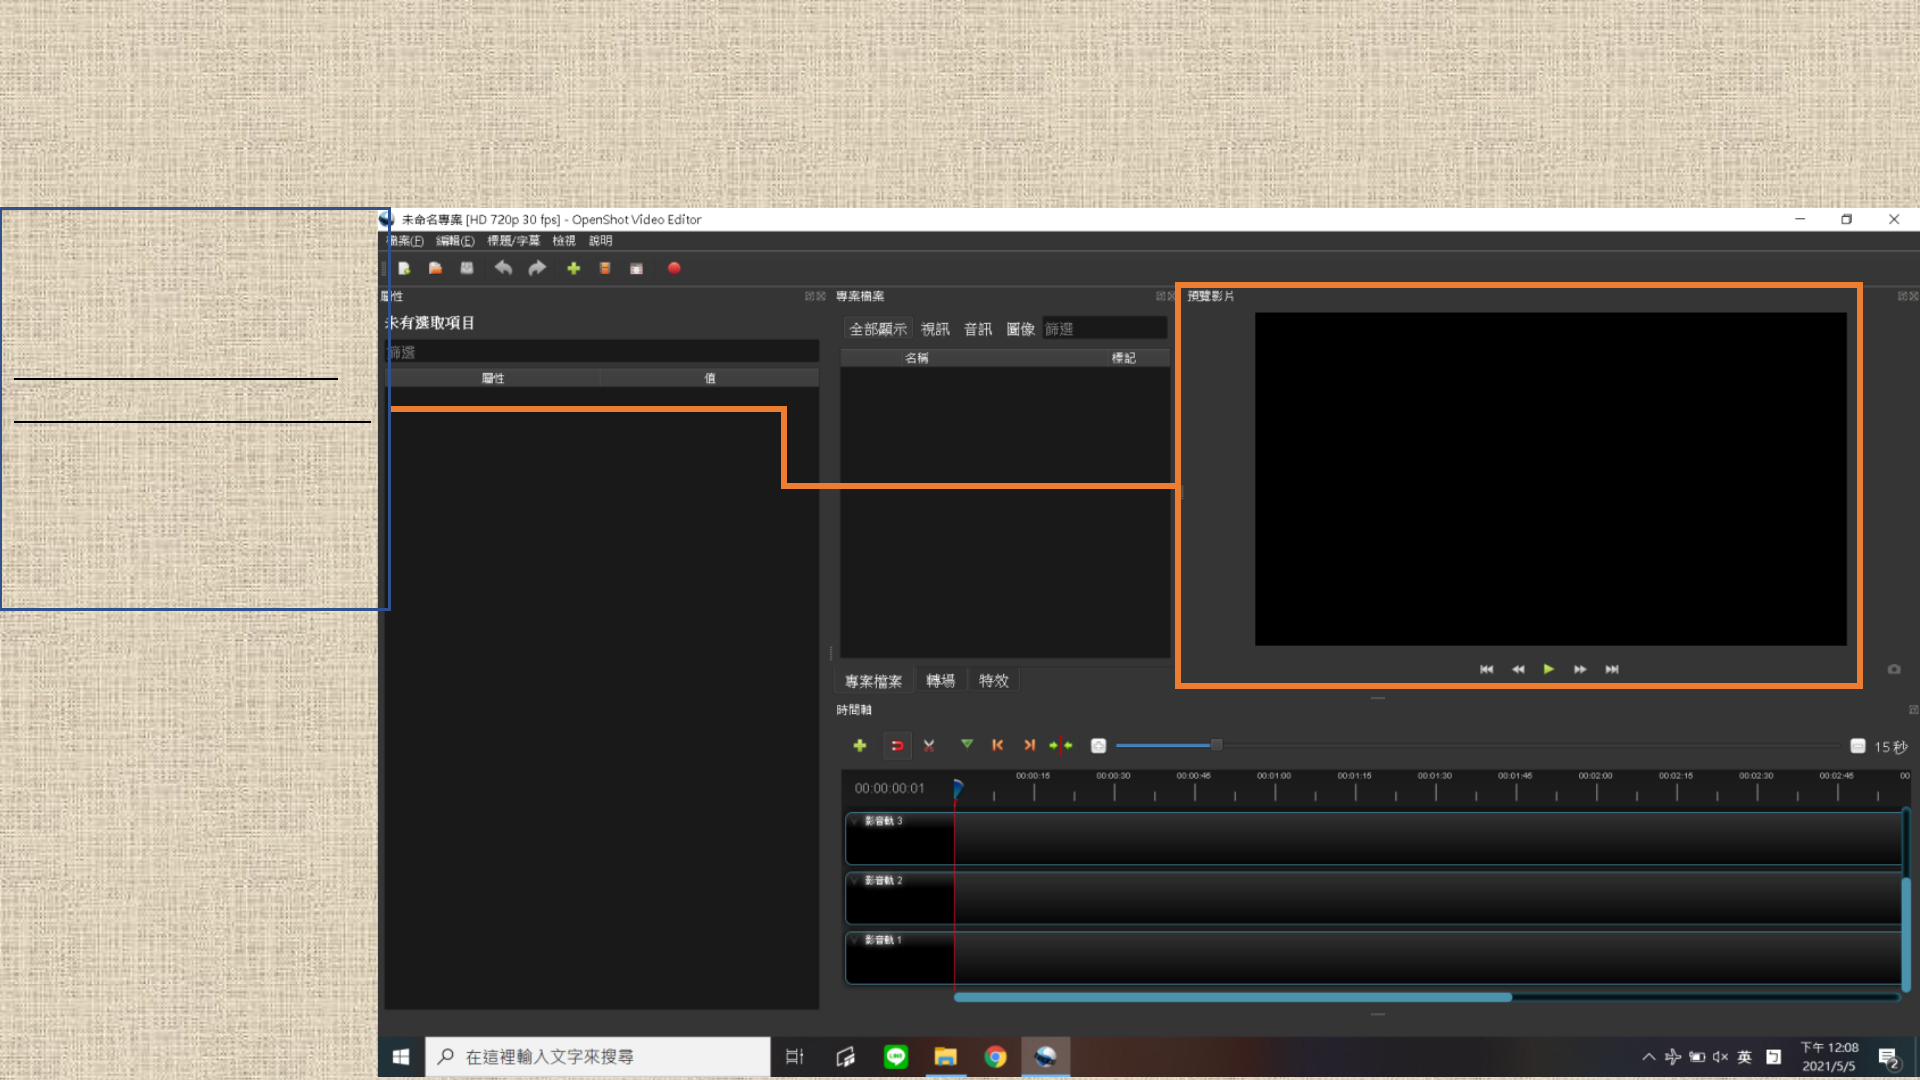 未命名專案 [HD 720p 30 fps] - OpenShot Video Editor
檔案(F) 編輯(E) 標題/字幕 檢視 說明
屬性
專案檔案
預覽影片
未有選取項目
全部顯示 視訊 音訊 圖像 篩選
篩選
名稱 標記
屬性 值
專案檔案 轉場 特效
時間軸
15 秒
00:00:00:01
00:00:15 00:00:30 00:00:45 00:01:00 00:01:15 00:01:30 00:01:45 00:02:00 00:02:15 00:02:30 00:02:45 00
影音軌 3
影音軌 2
影音軌 1
在這裡輸入文字來搜尋
英
下午 12:08
2021/5/5
2